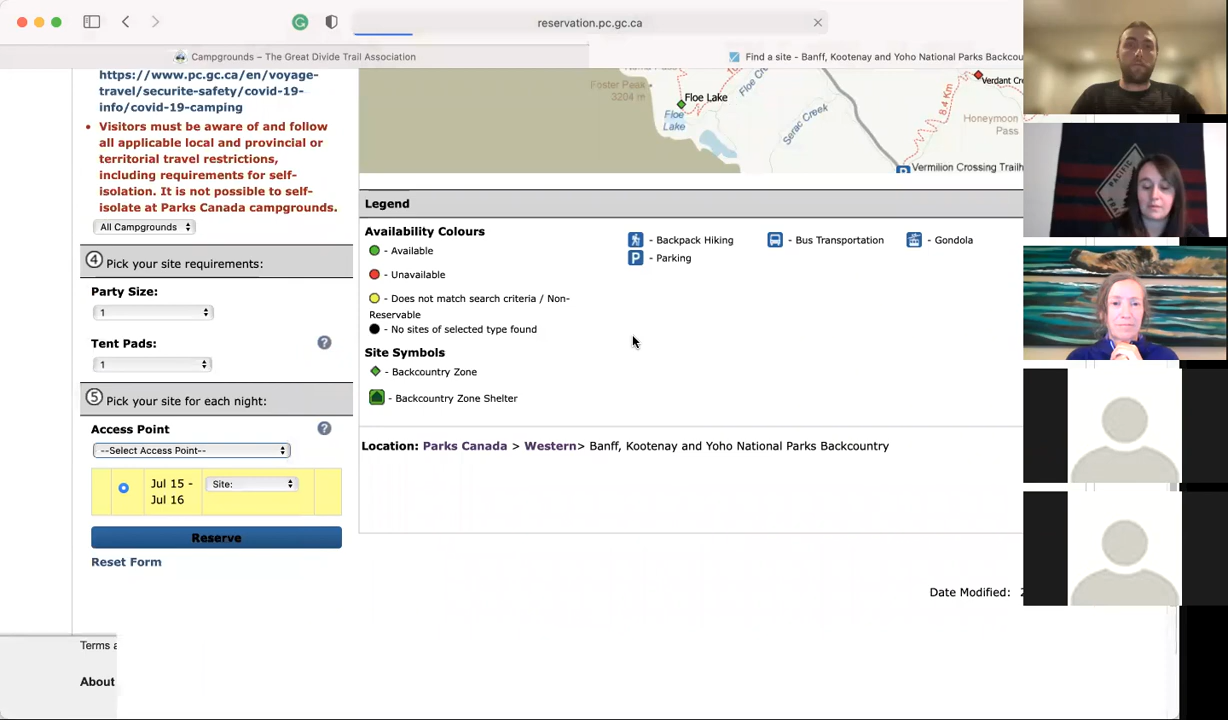 reservation.pc.gc.ca
Campgrounds – The Great Divide Trail Association
Find a site - Banff, Kootenay and Yoho National Parks Backcou
https://www.pc.gc.ca/en/voyage-
travel/securite-safety/covid-19-
info/covid-19-camping
• Visitors must be aware of and follow
all applicable local and provincial or
territorial travel restrictions,
including requirements for self-
isolation. It is not possible to self-
isolate at Parks Canada campgrounds.
All Campgrounds
4 Pick your site requirements:
Party Size:
1
Tent Pads:
?
1
5 Pick your site for each night:
Access Point
?
--Select Access Point--
Jul 15 -
Jul 16
Site:
Reserve
Reset Form
Terms a
About
Foster Peak
3204 m
Floe Lake
Floe
Lake
Floe Cr
Serac Creek
8.4 Km
Verdant Cr
Honeymoon
Pass
P
Vermilion Crossing Trailh
Legend
Availability Colours
- Available
- Unavailable
- Does not match search criteria / Non-
Reservable
- No sites of selected type found
Site Symbols
- Backcountry Zone
- Backcountry Zone Shelter
- Backpack Hiking
P - Parking
- Bus Transportation
- Gondola
Location: Parks Canada > Western> Banff, Kootenay and Yoho National Parks Backcountry
Date Modified: 2
PACIFIC
TRA